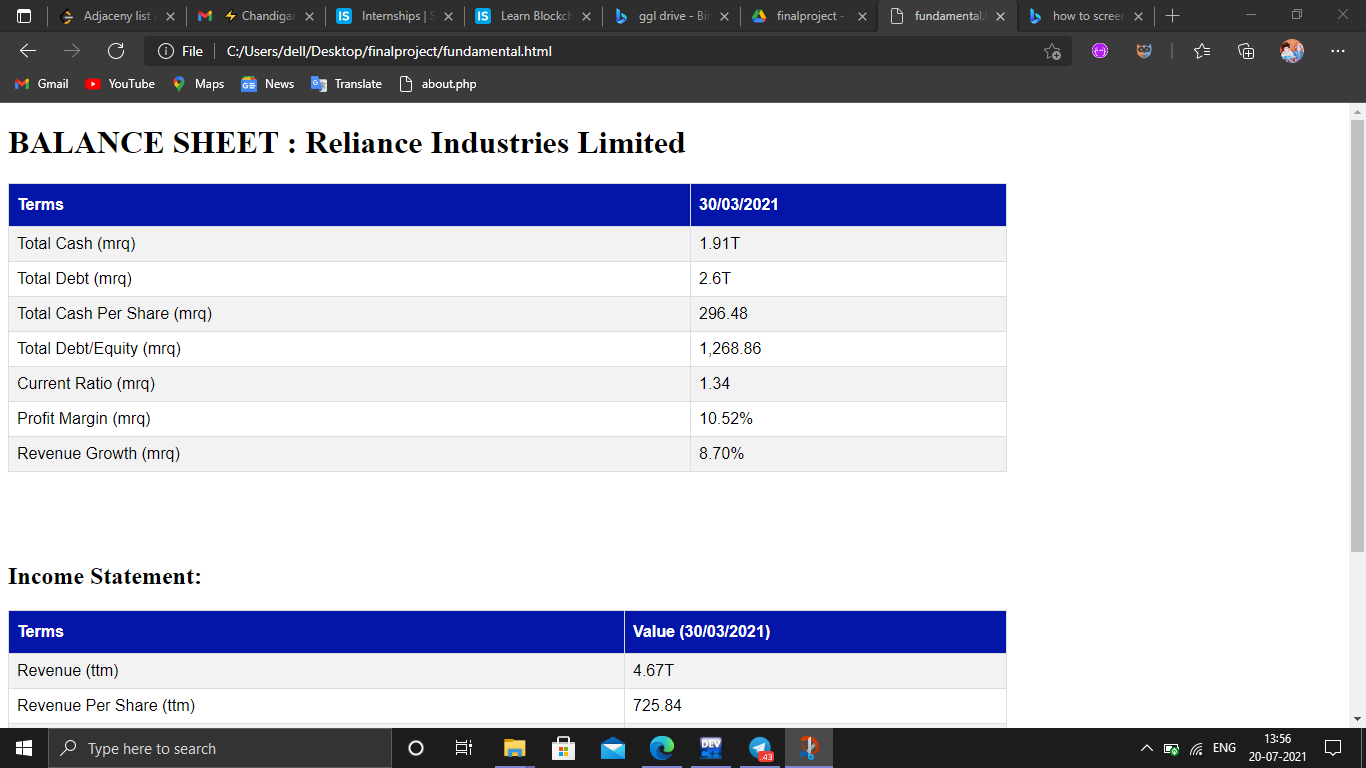 Adjaceny list
Chandigar
Internships | S
Learn Blockch
ggl drive - Bin
finalproject -
fundamental.
how to screen
File
C:/Users/dell/Desktop/finalproject/fundamental.html
Gmail
YouTube
Maps
News
Translate
about.php
BALANCE SHEET : Reliance Industries Limited
Terms 30/03/2021
Total Cash (mrq) 1.91T
Total Debt (mrq) 2.6T
Total Cash Per Share (mrq) 296.48
Total Debt/Equity (mrq) 1,268.86
Current Ratio (mrq) 1.34
Profit Margin (mrq) 10.52%
Revenue Growth (mrq) 8.70%
Income Statement:
Terms Value (30/03/2021)
Revenue (ttm) 4.67T
Revenue Per Share (ttm) 725.84
Type here to search
DEV
43
ENG
13:56
20-07-2021